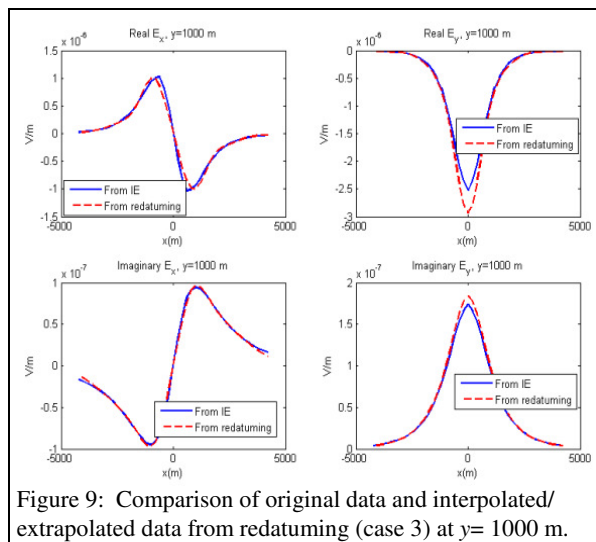 x 10^-6
Real E_x, y=1000 m
1.5
1
0.5
0
-0.5
-1
-1.5
V/m
From IE
From redatuming
-5000
0
5000
x(m)
x 10^-6
Real E_y, y=1000 m
0
-0.5
-1
-1.5
-2
-2.5
-3
V/m
From IE
From redatuming
-5000
0
5000
x(m)
x 10^-7
Imaginary E_x, y=1000 m
1
0.5
0
-0.5
-1
V/m
From IE
From redatuming
-5000
0
5000
x(m)
x 10^-7
Imaginary E_y, y=1000 m
2
1.5
1
0.5
0
V/m
From IE
From redatuming
-5000
0
5000
x(m)
Figure 9: Comparison of original data and interpolated/
extrapolated data from redatuming (case 3) at y= 1000 m.